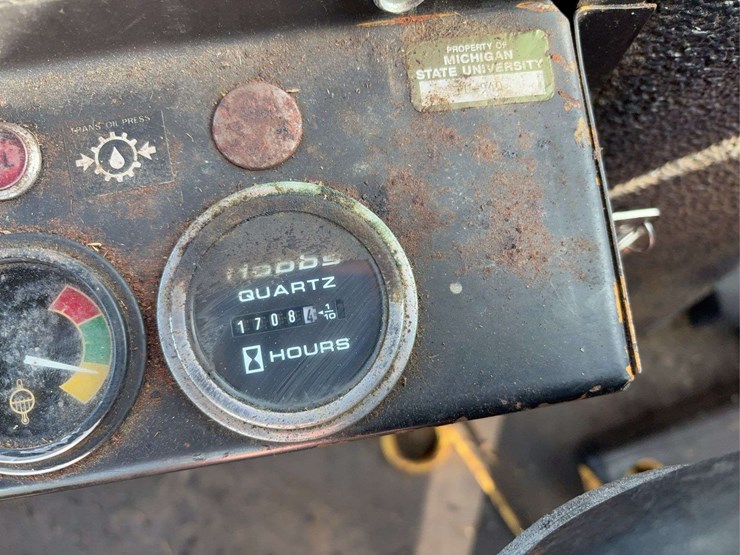 PROPERTY OF
MICHIGAN
STATE UNIVERSITY
TRANS OIL PRESS
Hobbs
QUARTZ
17084 1/10
HOURS